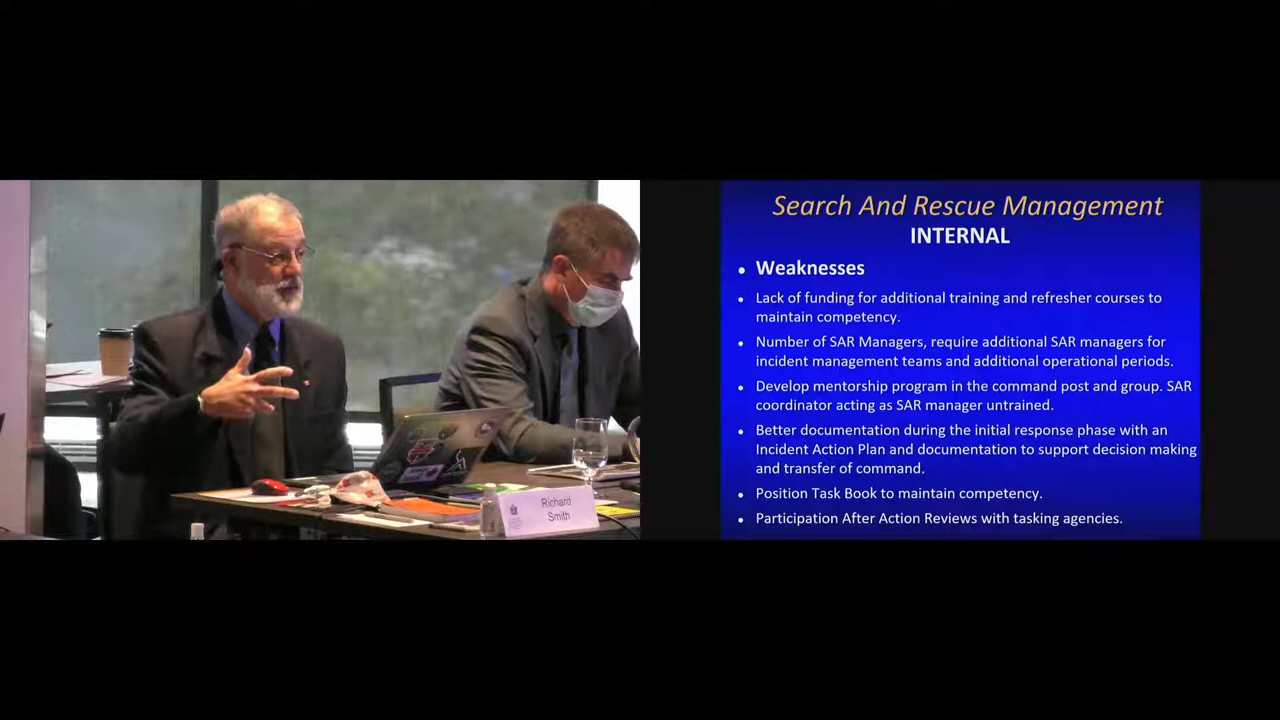 Search And Rescue Management
INTERNAL
• Weaknesses
• Lack of funding for additional training and refresher courses to
maintain competency.
• Number of SAR Managers, require additional SAR managers for
incident management teams and additional operational periods.
• Develop mentorship program in the command post and group. SAR
coordinator acting as SAR manager untrained.
• Better documentation during the initial response phase with an
Incident Action Plan and documentation to support decision making
and transfer of command.
• Position Task Book to maintain competency.
• Participation After Action Reviews with tasking agencies.
Richard
Smith